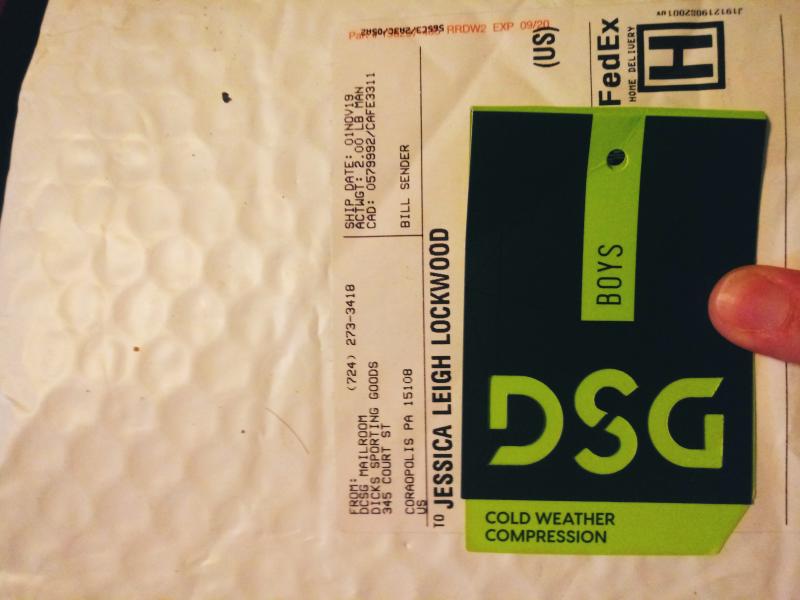 FROM:
DCSG MAILROOM
DICKS SPORTING GOODS
345 COURT ST
(724) 273-3418
CORAOPOLIS PA 15108
US
SHIP DATE: 01NOV19
ACTWGT: 2.00 LB MAN
CAD: 0579992/CAFE3311
BILL SENDER
TO JESSICA LEIGH LOCKWOOD
(US)
FedEx
HOME DELIVERY
H
RRDW2 EXP 09/20
BOYS
DSG
COLD WEATHER
COMPRESSION